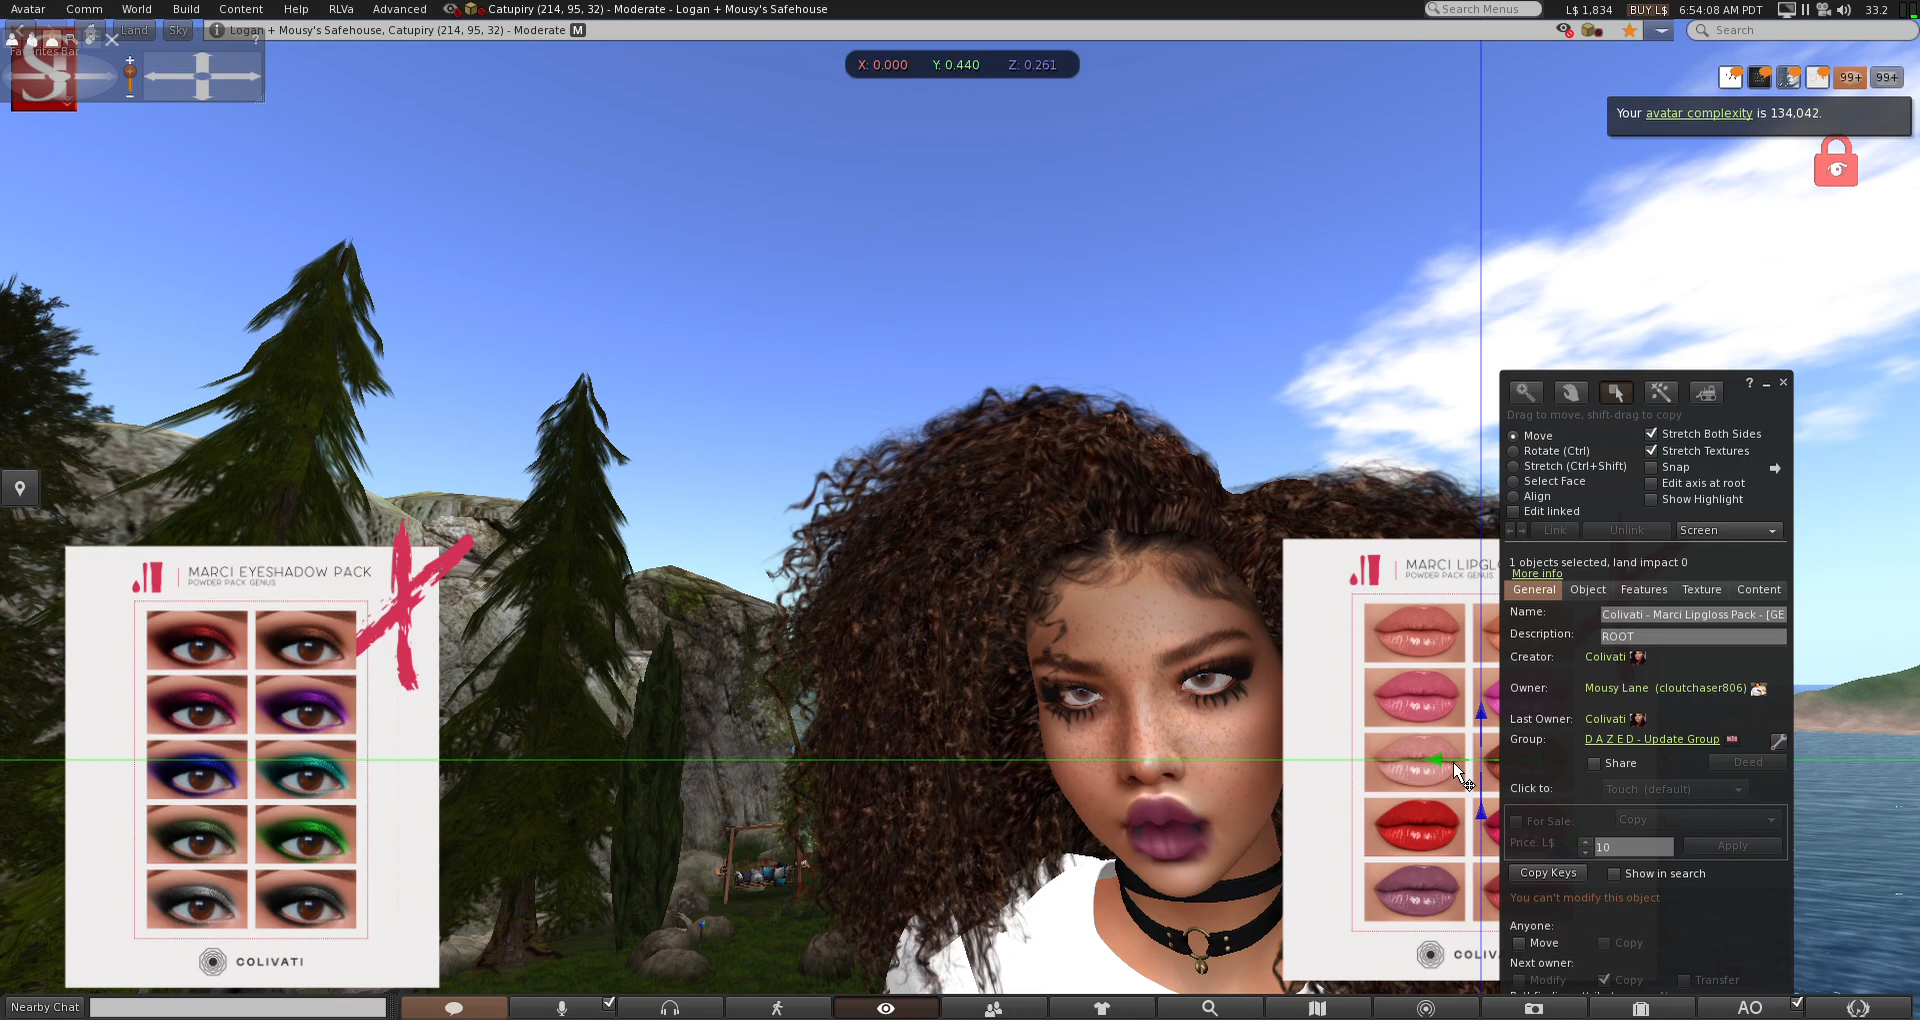 Avatar Comm World Build Content Help RLVa Advanced Catupiry (214, 95, 32) - Moderate - Logan + Mousy's Safehouse Search Menus L$ 1,834 BUY L$ 6:54:08 AM PDT 33.2
Land Sky Logan + Mousy's Safehouse, Catupiry (214, 95, 32) - Moderate M Search
Favorites Bar
X: 0.000 Y: 0.440 Z: 0.261
99+ 99+
Your avatar complexity is 134,042.
MARCI EYESHADOW PACK
POWDER PACK GENUS
COLIVATI
MARCI LIPGLO
POWDER PACK GENUS
COLIV
? _ ×
Drag to move, shift-drag to copy
Move
Rotate (Ctrl)
Stretch (Ctrl+Shift)
Select Face
Align
Edit linked
Stretch Both Sides
Stretch Textures
Snap
Edit axis at root
Show Highlight
Link Unlink Screen
1 objects selected, land impact 0
More info
General Object Features Texture Content
Name: Colivati - Marci Lipgloss Pack - [GE
Description: ROOT
Creator: Colivati
Owner: Mousy Lane (cloutchaser806)
Last Owner: Colivati
Group: D A Z E D - Update Group
Share Deed
Click to: Touch (default)
For Sale: Copy
Price: L$ 10 Apply
Copy Keys Show in search
You can't modify this object
Anyone:
Move Copy
Next owner:
Modify Copy Transfer
Nearby Chat AO